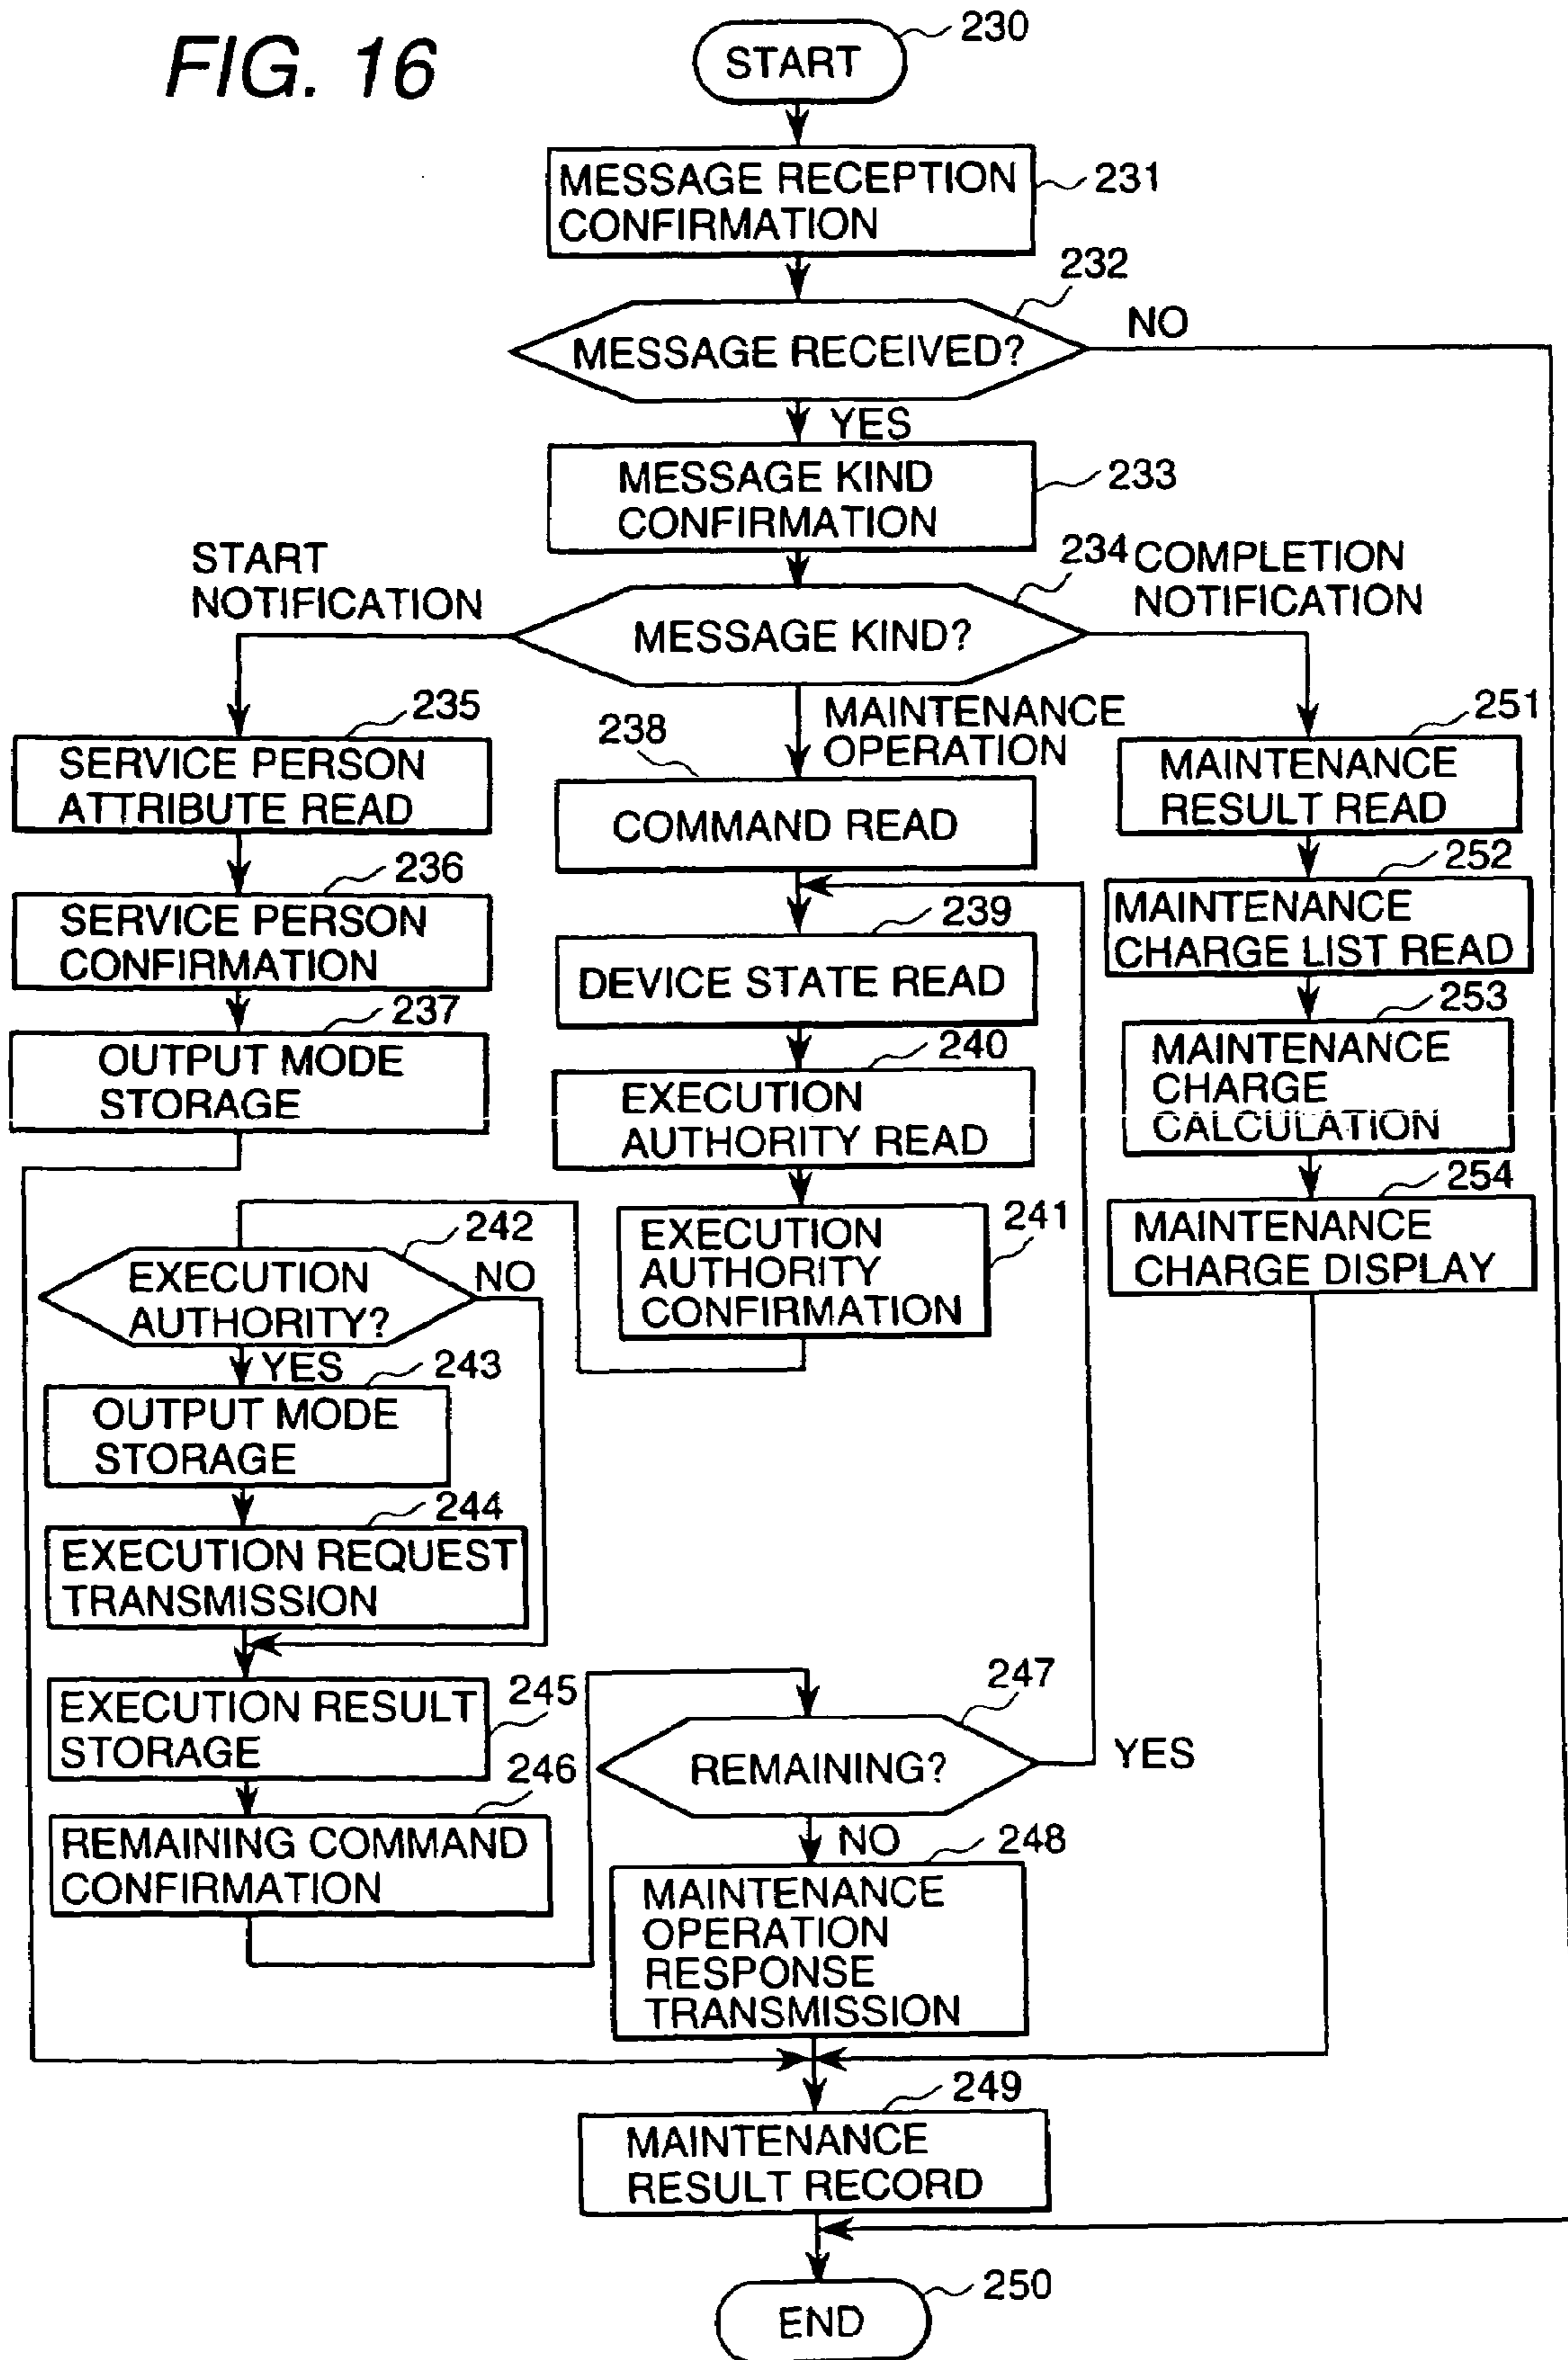 FIG. 16
START
230
MESSAGE RECEPTION
CONFIRMATION
231
232
MESSAGE RECEIVED?
NO
YES
MESSAGE KIND
CONFIRMATION
233
START
NOTIFICATION
234
COMPLETION
NOTIFICATION
MESSAGE KIND?
235
SERVICE PERSON
ATTRIBUTE READ
236
SERVICE PERSON
CONFIRMATION
237
OUTPUT MODE
STORAGE
MAINTENANCE
OPERATION
238
COMMAND READ
239
DEVICE STATE READ
240
EXECUTION
AUTHORITY READ
241
EXECUTION
AUTHORITY
CONFIRMATION
251
MAINTENANCE
RESULT READ
252
MAINTENANCE
CHARGE LIST READ
253
MAINTENANCE
CHARGE
CALCULATION
254
MAINTENANCE
CHARGE DISPLAY
242
EXECUTION
AUTHORITY?
NO
YES
243
OUTPUT MODE
STORAGE
244
EXECUTION REQUEST
TRANSMISSION
245
EXECUTION RESULT
STORAGE
246
REMAINING COMMAND
CONFIRMATION
247
REMAINING?
YES
NO
248
MAINTENANCE
OPERATION
RESPONSE
TRANSMISSION
249
MAINTENANCE
RESULT RECORD
250
END